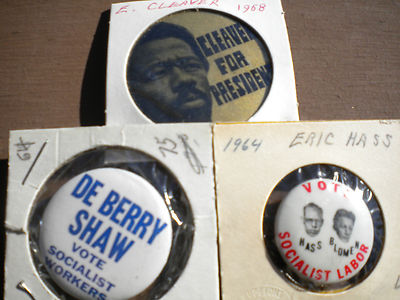 E. CLEAVER 1968
CLEAVER
FOR
PRESIDENT
64
75
DE BERRY
SHAW
VOTE
SOCIALIST
WORKERS
1964 ERIC HASS
VOTE
HASS BLOMEN
SOCIALIST LABOR